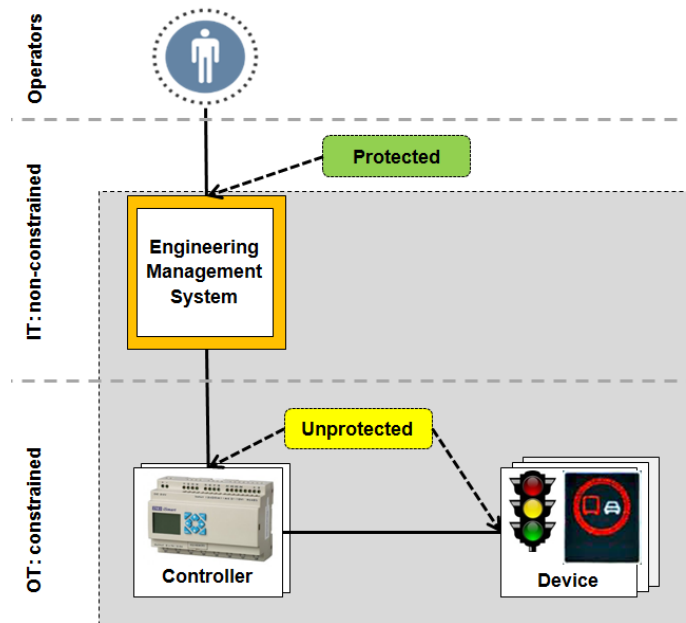 Operators
Protected
IT: non-constrained
Engineering
Management
System
Unprotected
OT: constrained
Controller
Device